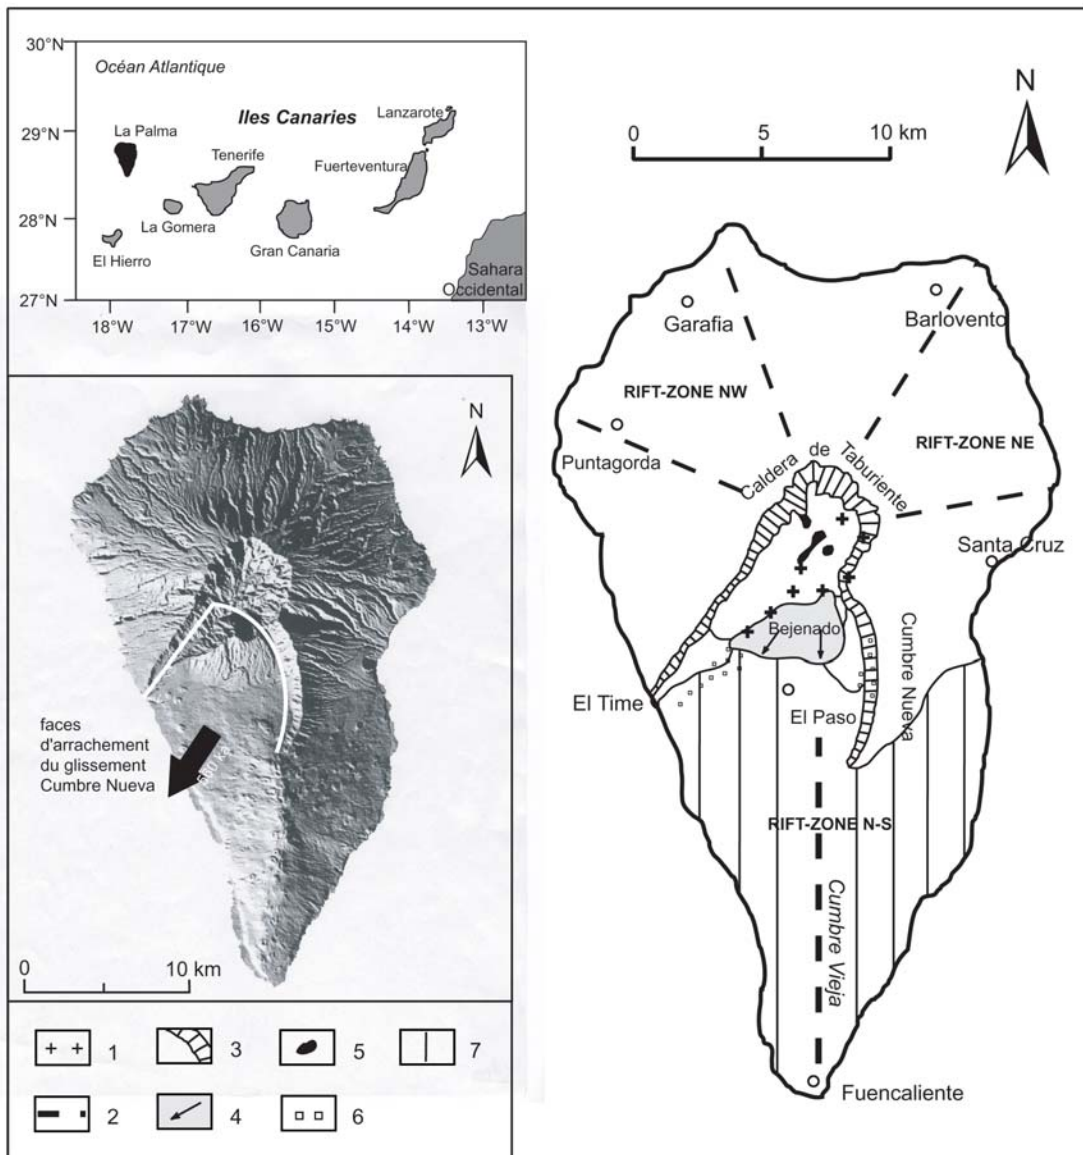 30°N
29°N
28°N
27°N
18°W
17°W
16°W
15°W
14°W
13°W
Océan Atlantique
Iles Canaries
La Palma
Tenerife
Lanzarote
Fuerteventura
La Gomera
El Hierro
Gran Canaria
Sahara
Occidental
N
faces
d'arrachement
du glissement
Cumbre Nueva
0
10 km
1
3
5
7
2
4
6
0
5
10 km
N
Garafia
Barlovento
RIFT-ZONE NW
RIFT-ZONE NE
Puntagorda
Caldera de Taburiente
Santa Cruz
Bejenado
Cumbre Nueva
El Time
El Paso
RIFT-ZONE N-S
Cumbre Vieja
Fuencaliente